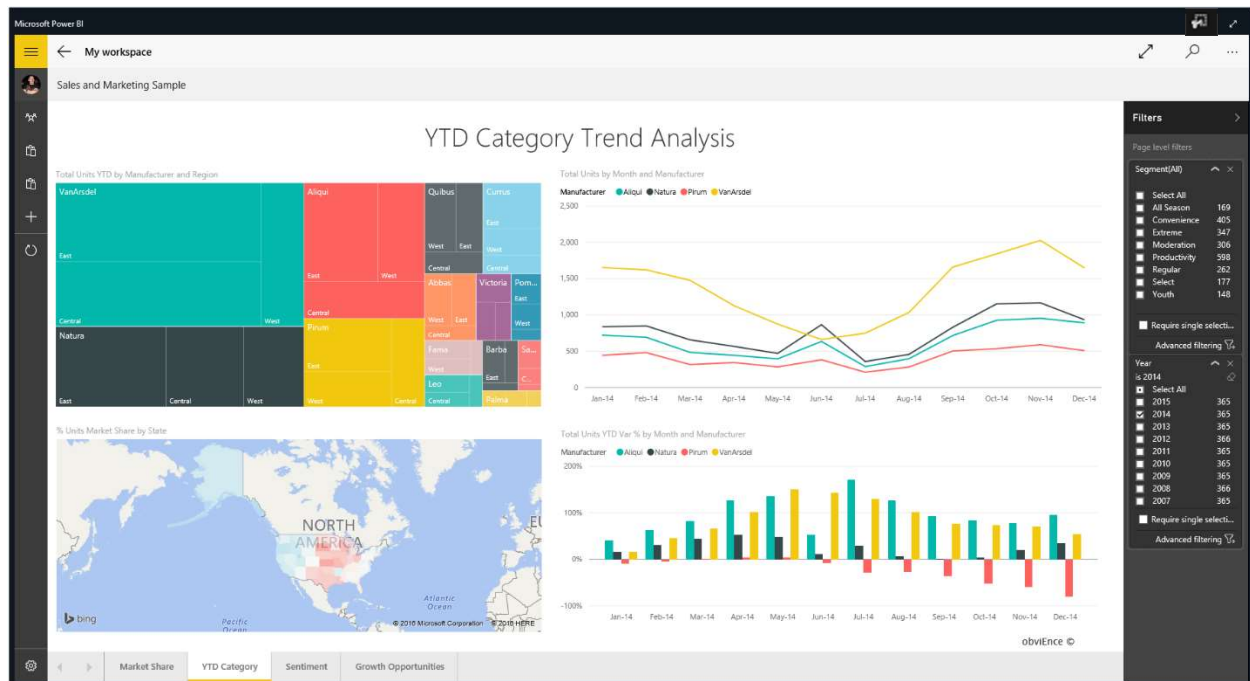 Microsoft Power BI
My workspace
Sales and Marketing Sample
YTD Category Trend Analysis
Total Units YTD by Manufacturer and Region
VanArsdel
East
Central
West
Natura
East
Central
West
Aliqui
East
West
Central
Pirum
East
West
Central
Quibus
West
East
Central
Currus
East
West
Central
Abbas
West
East
Central
Victoria
Pom...
East
West
Fama
West
Leo
Central
Barba
East
Sa...
C...
Palma
Total Units by Month and Manufacturer
Manufacturer Aliqui Natura Pirum VanArsdel
2,500
2,000
1,500
1,000
500
0
Jan-14 Feb-14 Mar-14 Apr-14 May-14 Jun-14 Jul-14 Aug-14 Sep-14 Oct-14 Nov-14 Dec-14
% Units Market Share by State
NORTH
AMERICA
Atlantic
Ocean
Pacific
Ocean
EU
bing
© 2016 Microsoft Corporation © 2016 HERE
Total Units YTD Var % by Month and Manufacturer
Manufacturer Aliqui Natura Pirum VanArsdel
200%
100%
0%
-100%
Jan-14 Feb-14 Mar-14 Apr-14 May-14 Jun-14 Jul-14 Aug-14 Sep-14 Oct-14 Nov-14 Dec-14
obviEnce ©
Filters
Page level filters
Segment(All)
Select All
All Season 169
Convenience 405
Extreme 347
Moderation 306
Productivity 598
Regular 262
Select 177
Youth 148
Require single selecti...
Advanced filtering
Year
is 2014
Select All
2015 365
2014 365
2013 365
2012 366
2011 365
2010 365
2009 365
2008 366
2007 365
Require single selecti...
Advanced filtering
Market Share
YTD Category
Sentiment
Growth Opportunities